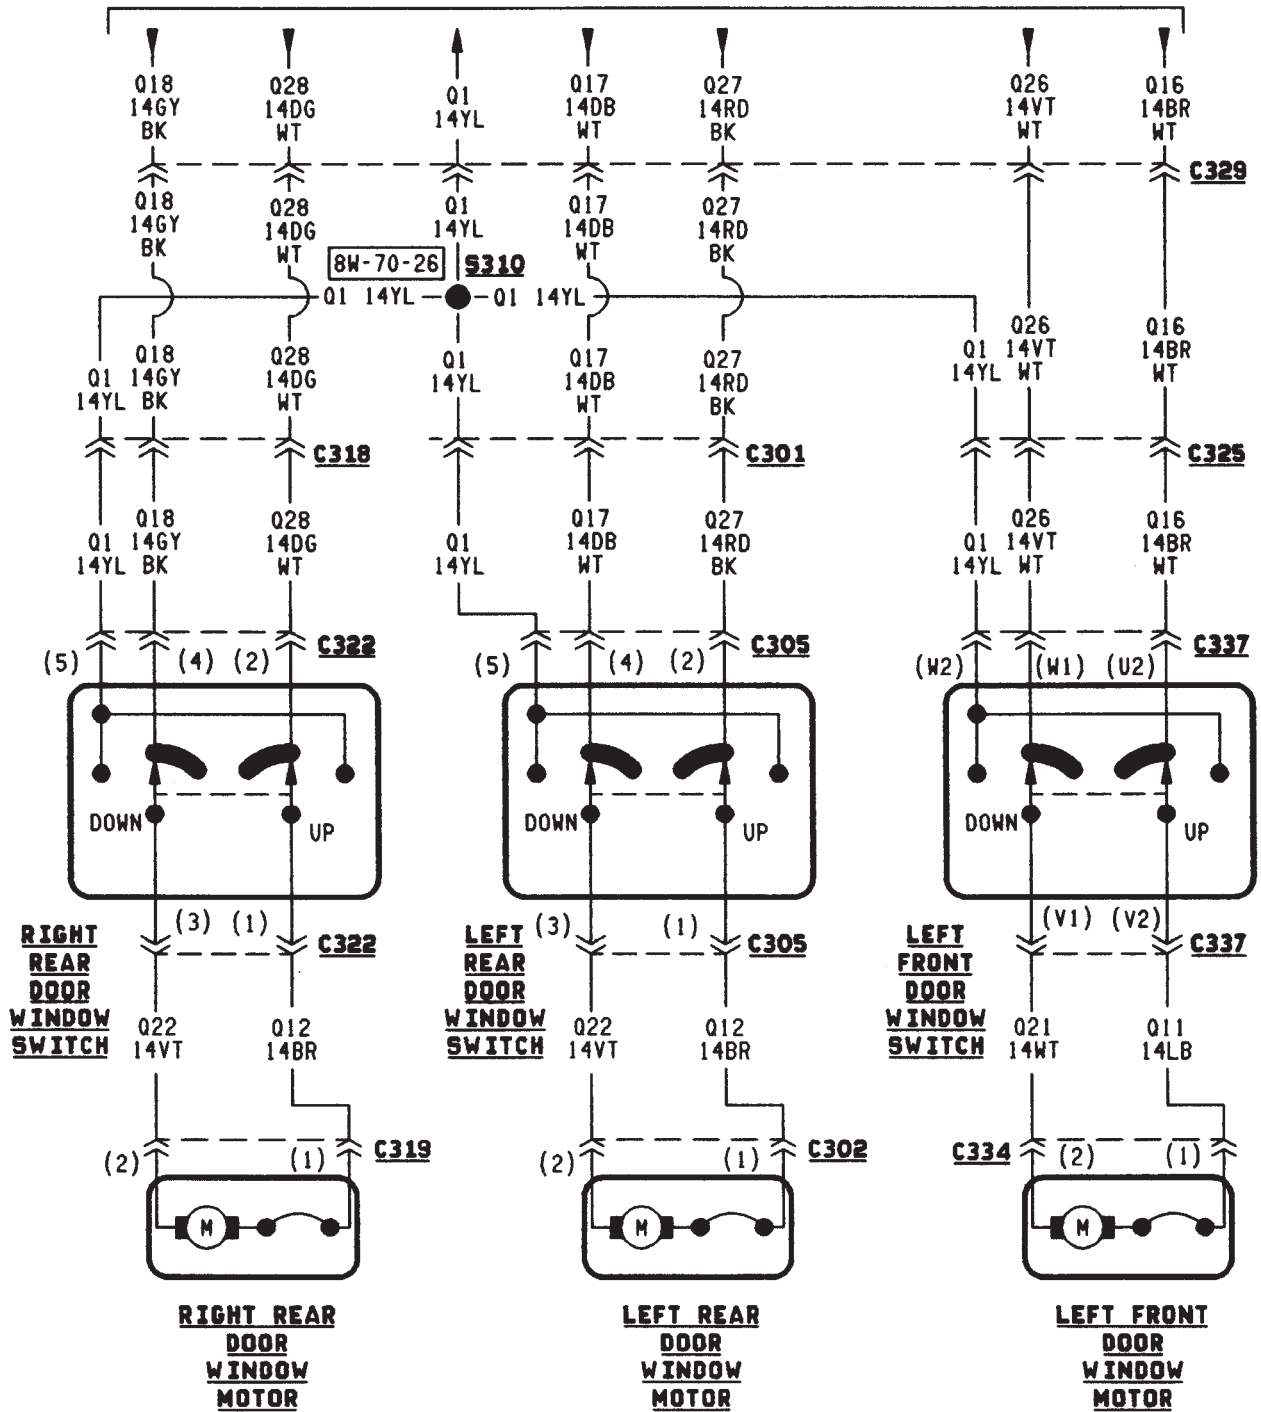 Q18 Q28 Q1 Q17 Q27 Q26 Q16
14GY 14DG 14YL 14DB 14RD 14VT 14BR
BK WT WT BK WT WT
C329
Q18 Q28 Q1 Q17 Q27
14GY 14DG 14YL 14DB 14RD
BK WT WT BK
8W-70-26 S310
Q1 14YL Q1 14YL
Q1 Q18 Q28 Q1 Q17 Q27 Q1 Q26 Q16
14YL 14GY 14DG 14YL 14DB 14RD 14YL 14VT 14BR
BK WT WT BK WT WT
C318 C301 C325
Q1 Q18 Q28 Q1 Q17 Q27 Q1 Q26 Q16
14YL 14GY 14DG 14YL 14DB 14RD 14YL 14VT 14BR
BK WT WT BK WT WT
C322 C305 C337
(5) (4) (2) (5) (4) (2) (W2) (W1) (U2)
DOWN UP DOWN UP DOWN UP
(3) (1) (3) (1) (V1) (V2)
C322 C305 C337
RIGHT
REAR
DOOR
WINDOW
SWITCH
LEFT
REAR
DOOR
WINDOW
SWITCH
LEFT
FRONT
DOOR
WINDOW
SWITCH
Q22 Q12 Q22 Q12 Q21 Q11
14VT 14BR 14VT 14BR 14WT 14LB
C319 C302 C334
(2) (1) (2) (1) (2) (1)
M M M
RIGHT REAR
DOOR
WINDOW
MOTOR
LEFT REAR
DOOR
WINDOW
MOTOR
LEFT FRONT
DOOR
WINDOW
MOTOR